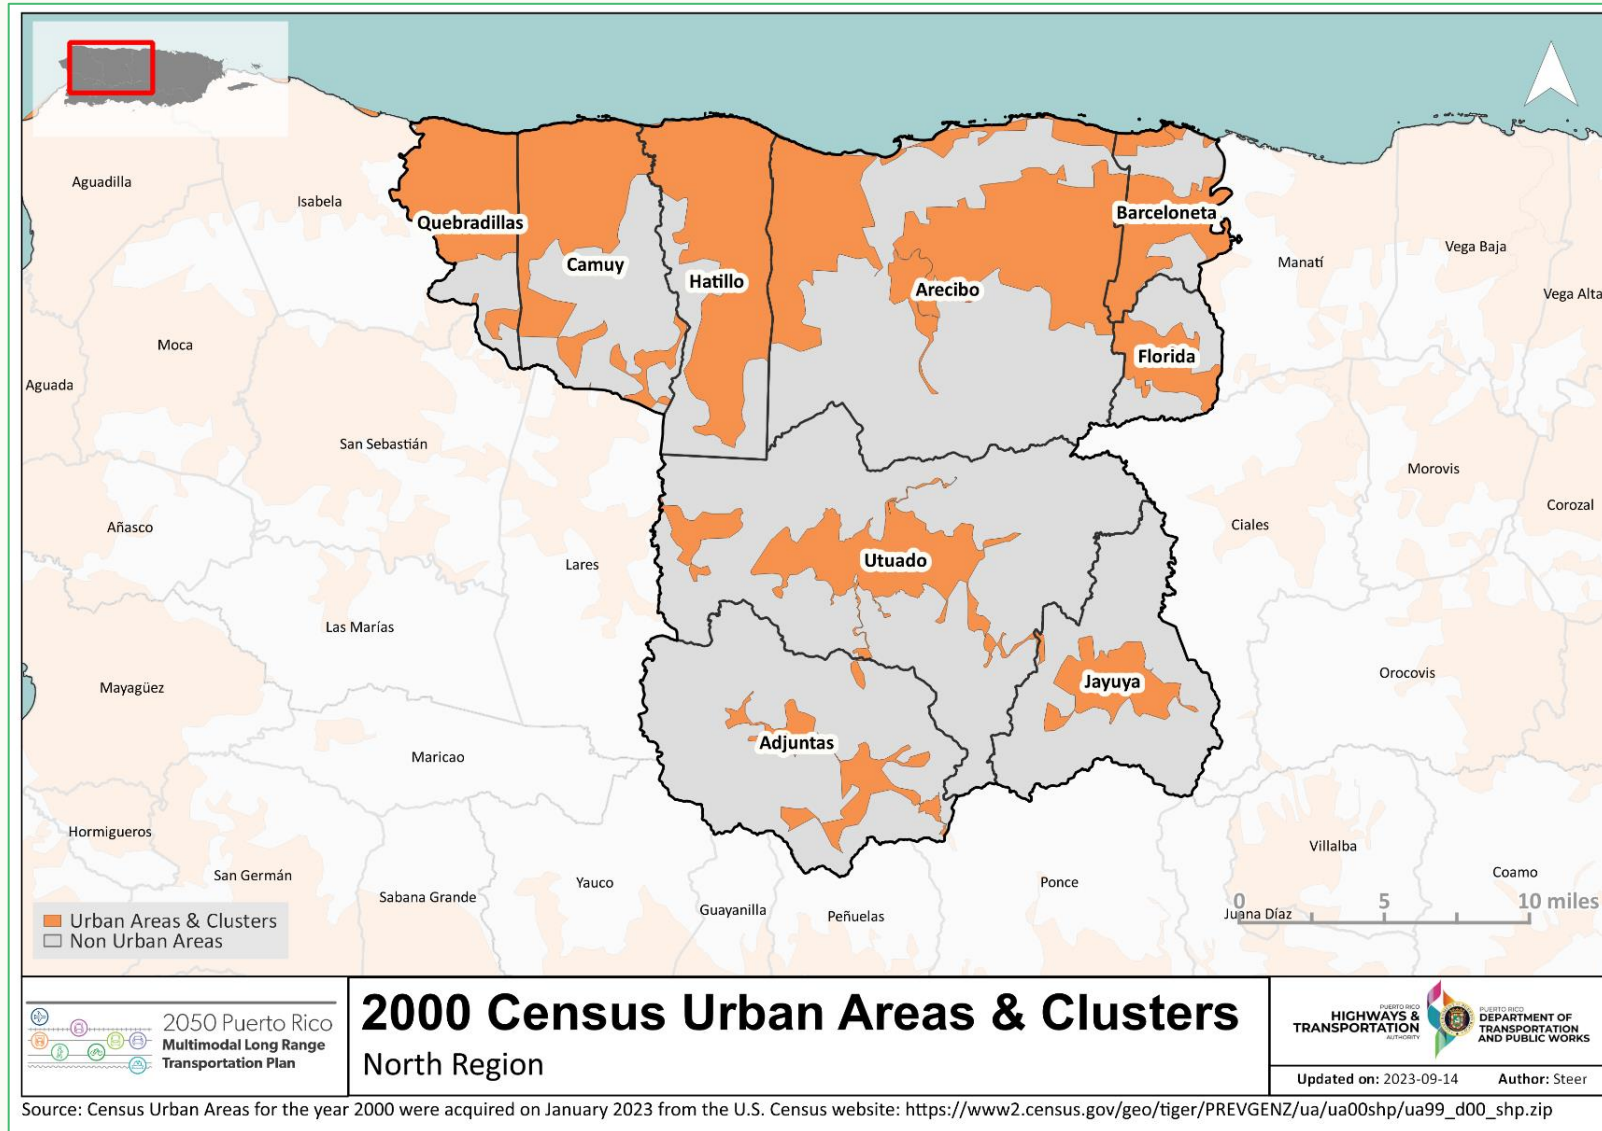 Aguadilla
Isabela
Quebradillas
Camuy
Hatillo
Arecibo
Barceloneta
Manatí
Vega Baja
Vega Alta
Moca
Aguada
Florida
San Sebastián
Morovis
Corozal
Añasco
Ciales
Lares
Utuado
Las Marías
Mayagüez
Jayuya
Orocovis
Adjuntas
Maricao
Hormigueros
San Germán
Sabana Grande
Yauco
Guayanilla
Peñuelas
Ponce
Villalba
Coamo
Juana Díaz
0 5 10 miles
Urban Areas & Clusters
Non Urban Areas
2050 Puerto Rico
Multimodal Long Range
Transportation Plan
2000 Census Urban Areas & Clusters
North Region
PUERTO RICO
HIGHWAYS &
TRANSPORTATION
AUTHORITY
PUERTO RICO
DEPARTMENT OF
TRANSPORTATION
AND PUBLIC WORKS
Updated on: 2023-09-14 Author: Steer
Source: Census Urban Areas for the year 2000 were acquired on January 2023 from the U.S. Census website: https://www2.census.gov/geo/tiger/PREVGENZ/ua/ua00shp/ua99_d00_shp.zip